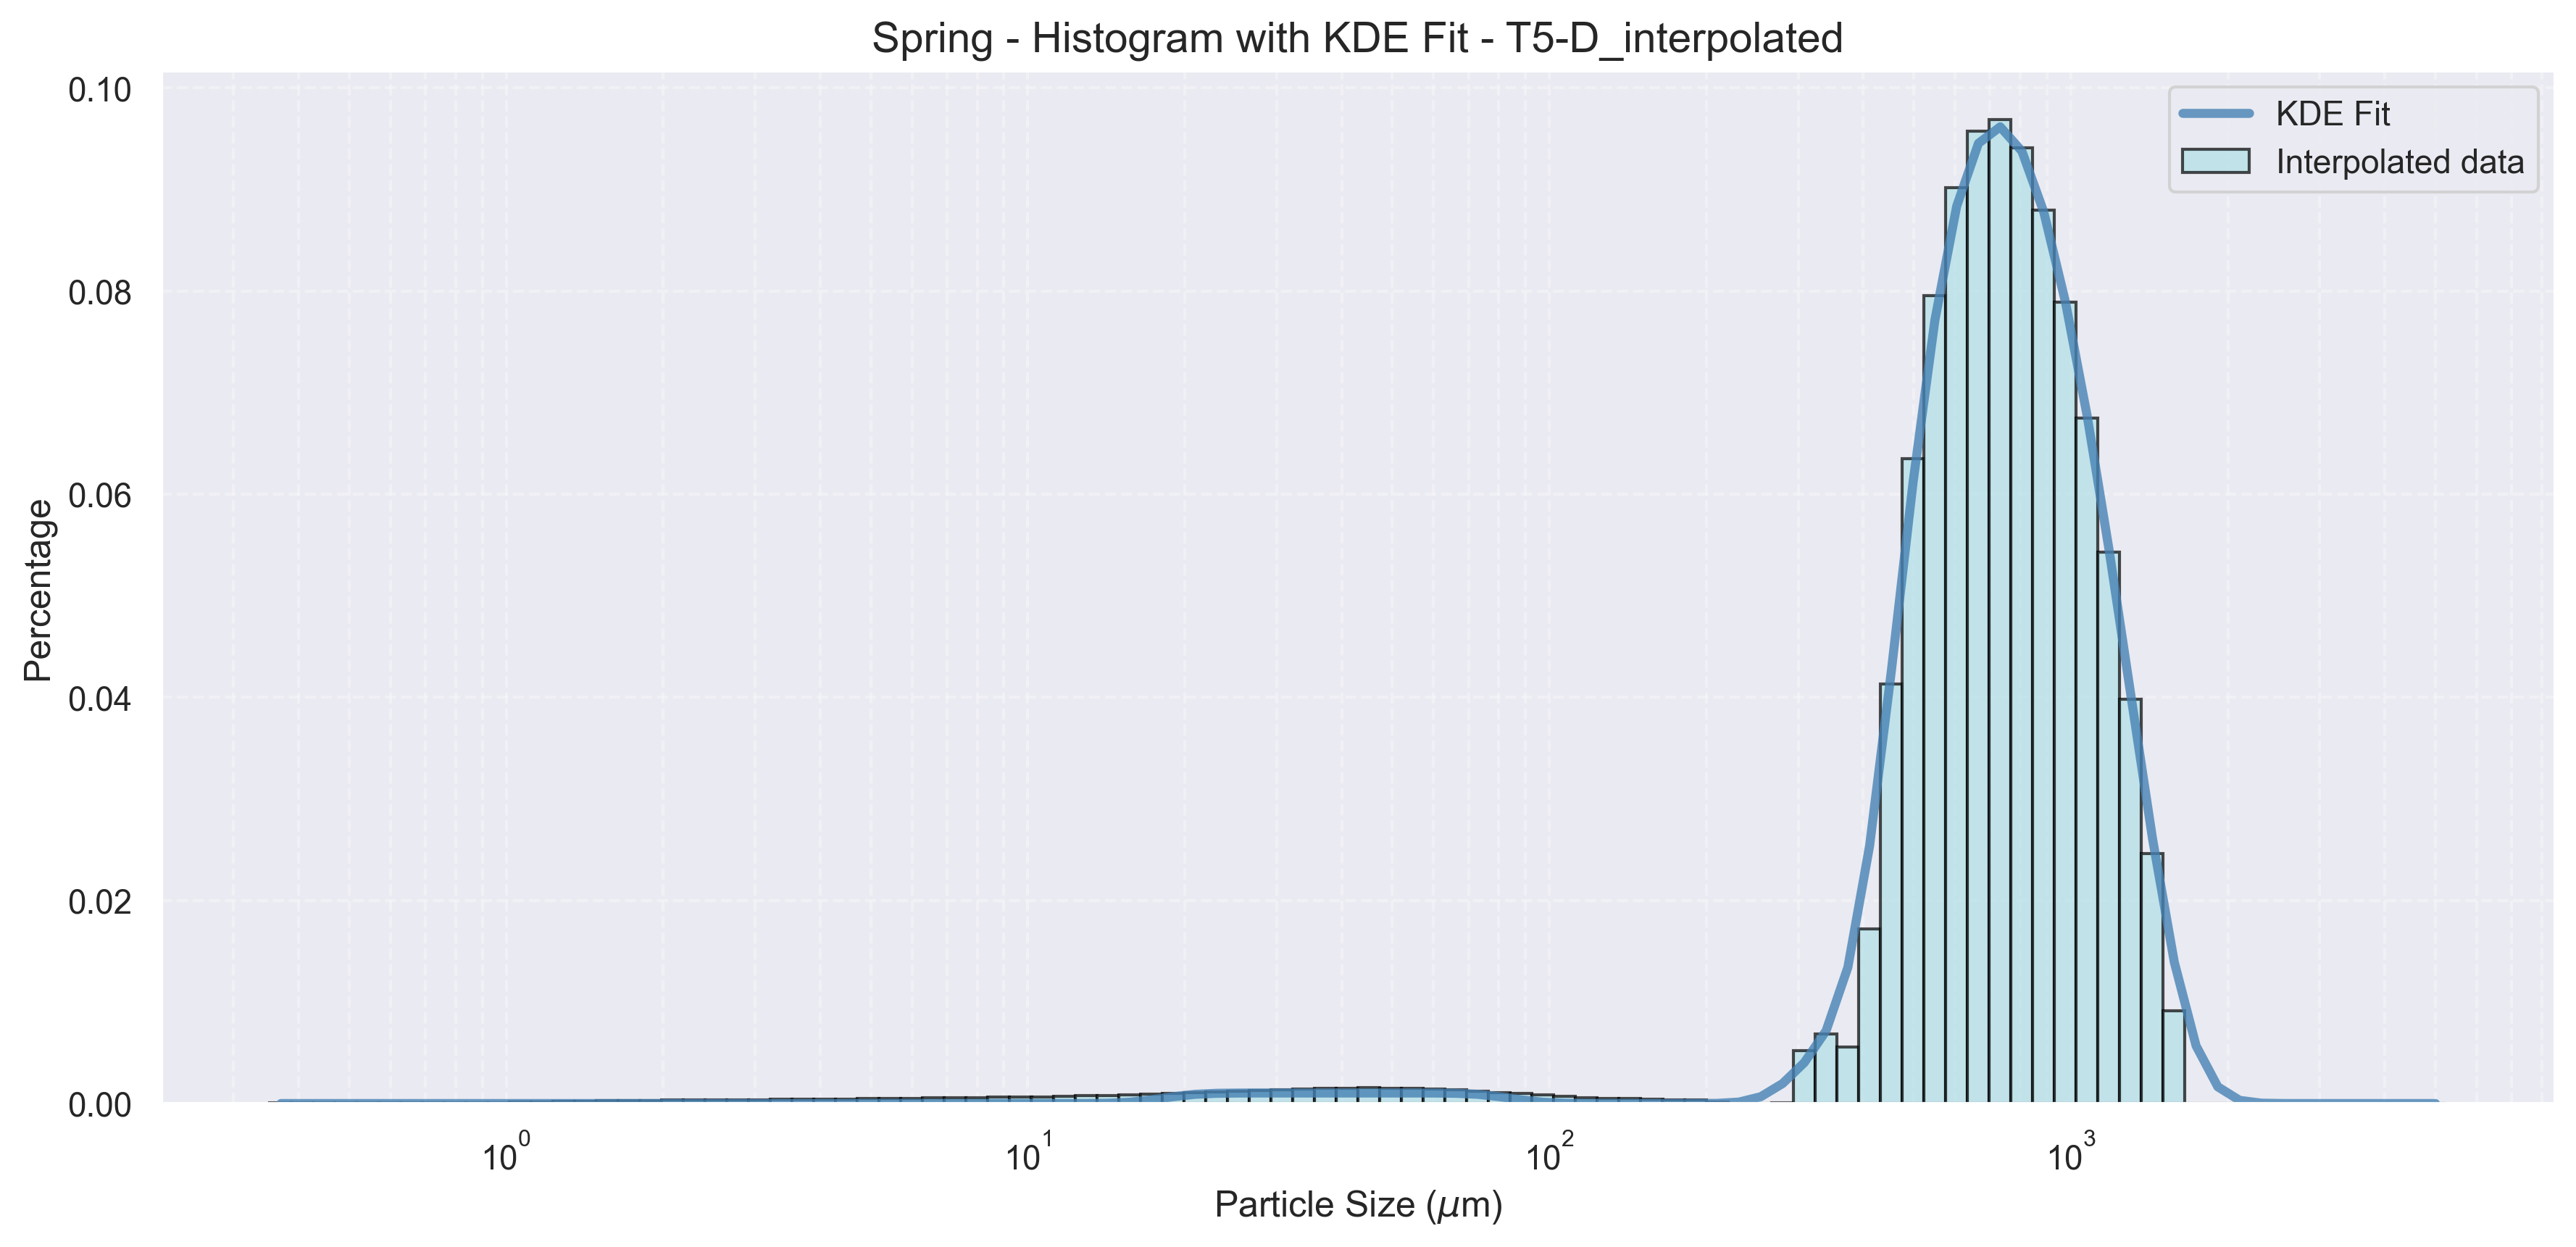 Spring - Histogram with KDE Fit - T5-D_interpolated
KDE Fit
Interpolated data
Percentage
0.10
0.08
0.06
0.04
0.02
0.00
10^0
10^1
10^2
10^3
Particle Size (μm)